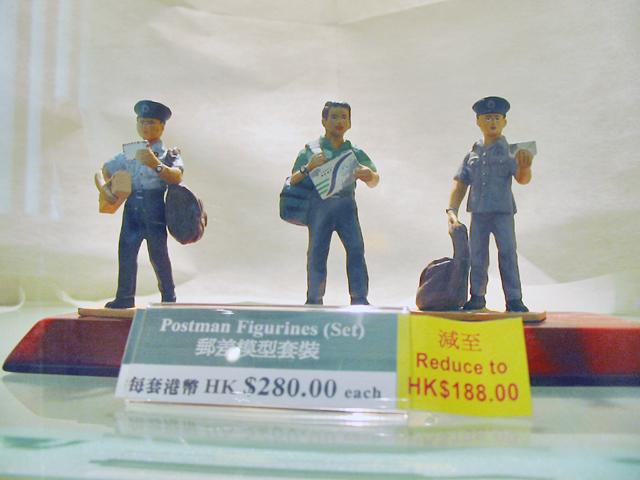 Postman Figurines (Set)
郵差模型套裝
每套港幣 HK $280.00 each
減至
Reduce to
HK$188.00